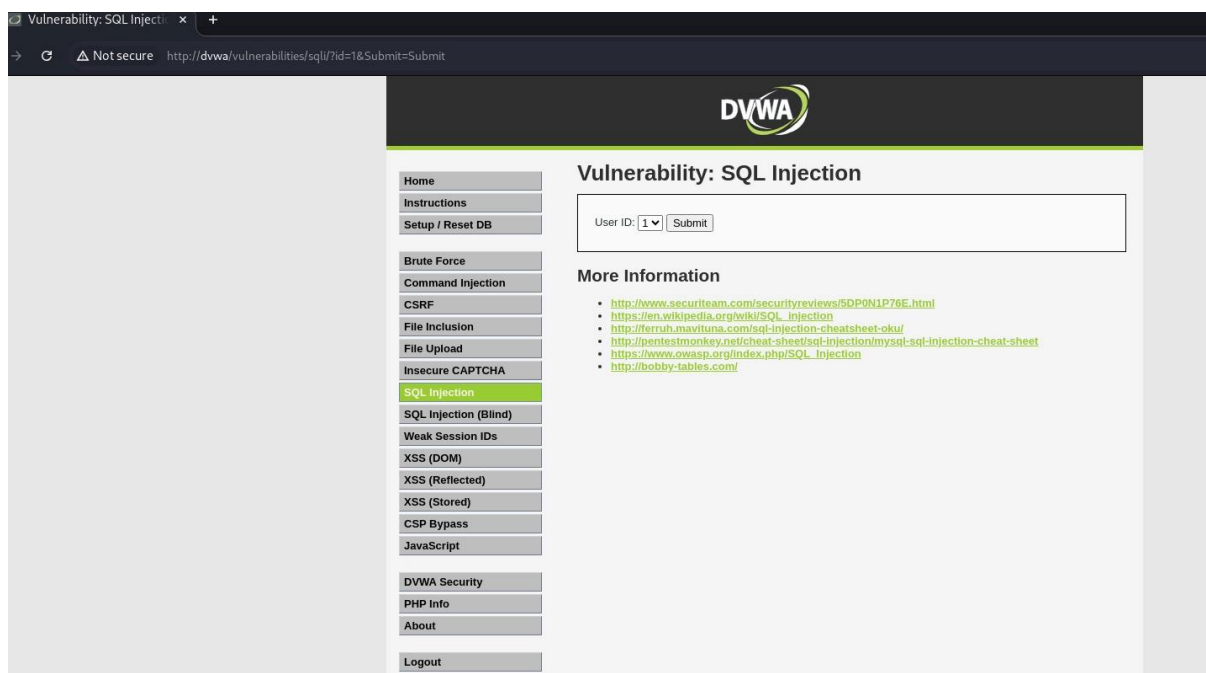 Vulnerability: SQL Injecti
Not secure http://dvwa/vulnerabilities/sqli/?id=1&Submit=Submit
DVWA
Home
Instructions
Setup / Reset DB
Brute Force
Command Injection
CSRF
File Inclusion
File Upload
Insecure CAPTCHA
SQL Injection
SQL Injection (Blind)
Weak Session IDs
XSS (DOM)
XSS (Reflected)
XSS (Stored)
CSP Bypass
JavaScript
DVWA Security
PHP Info
About
Logout
Vulnerability: SQL Injection
User ID: 1 Submit
More Information
http://www.securiteam.com/securityreviews/5DP0N1P76E.html
https://en.wikipedia.org/wiki/SQL_injection
http://ferruh.mavituna.com/sql-injection-cheatsheet-oku/
http://pentestmonkey.net/cheat-sheet/sql-injection/mysql-sql-injection-cheat-sheet
https://www.owasp.org/index.php/SQL_Injection
http://bobby-tables.com/